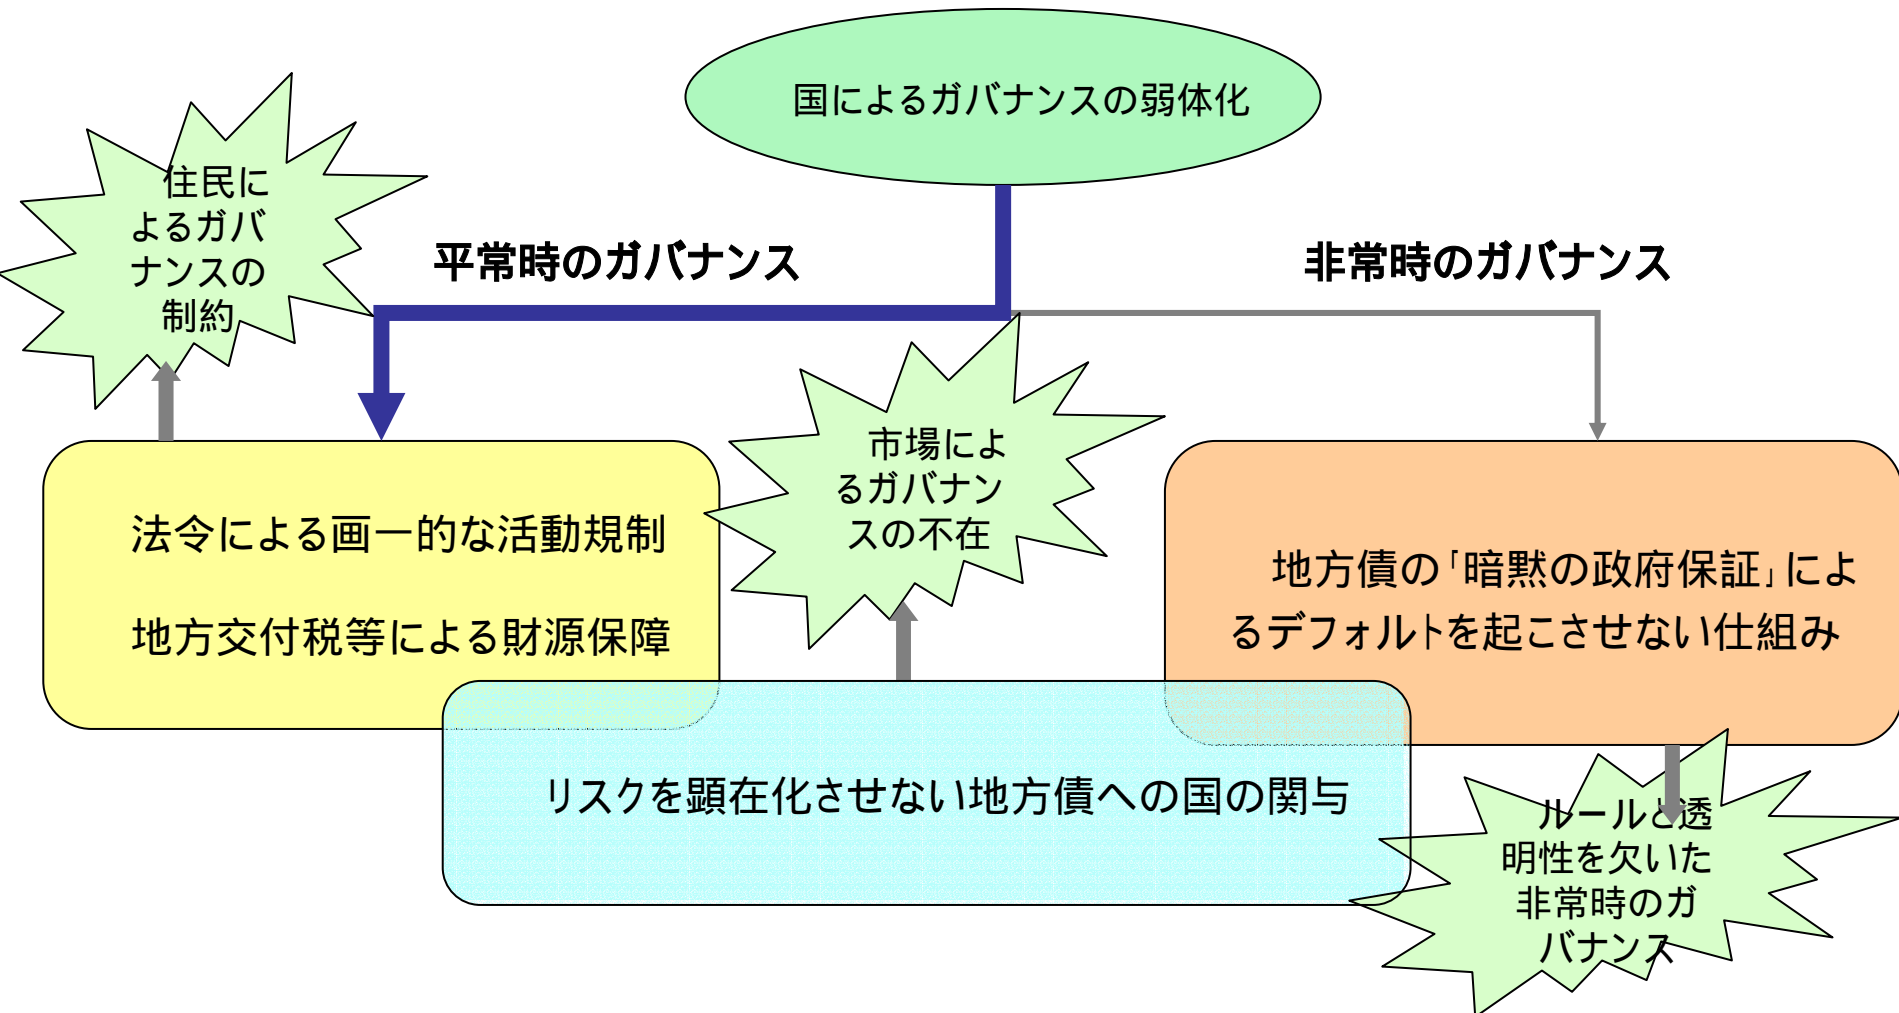 国によるガバナンスの弱体化
住民に
よるガバ
ナンスの
制約
平常時のガバナンス
非常時のガバナンス
市場によ
るガバナン
スの不在
法令による画一的な活動規制
地方交付税等による財源保障
地方債の「暗黙の政府保証」によ
るデフォルトを起こさせない仕組み
リスクを顕在化させない地方債への国の関与
ルールと透
明性を欠いた
非常時のガ
バナンス